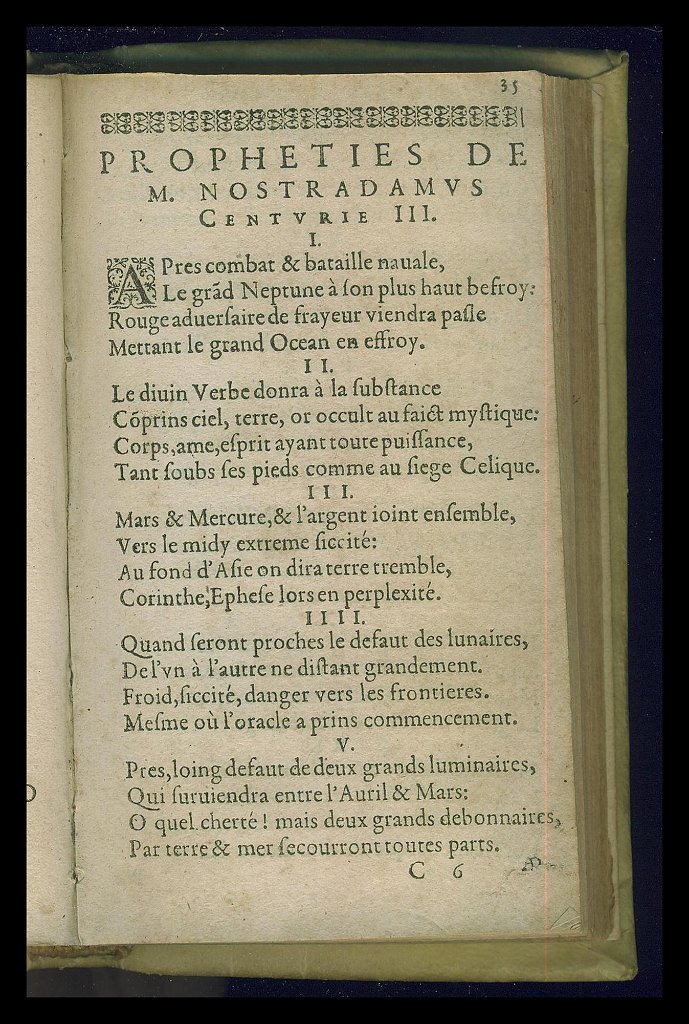 35
PROPHETIES DE
M. NOSTRADAMVS
CENTVRIE III.
I.
APres combat & bataille nauale,
Le grãd Neptune à ſon plus haut befroy:
Rouge aduerſaire de frayeur viendra paſle
Mettant le grand Ocean en effroy.
II.
Le diuin Verbe donra à la ſubſtance
Cõprins ciel, terre, or occult au faict myſtique:
Corps, ame, eſprit ayant toute puiſſance,
Tant ſoubs ſes pieds comme au ſiege Celique.
III.
Mars & Mercure, & l'argent ioint enſemble,
Vers le midy extreme ſiccité:
Au fond d'Aſie on dira terre tremble,
Corinthe, Epheſe lors en perplexité.
IIII.
Quand ſeront proches le defaut des lunaires,
De l'vn à l'autre ne diſtant grandement.
Froid, ſiccité, danger vers les frontieres.
Meſme où l'oracle a prins commencement.
V.
Pres, loing defaut de deux grands luminaires,
Qui ſuruiendra entre l'Auril & Mars:
O quel cherté ! mais deux grands debonnaires,
Par terre & mer ſecourront toutes parts.
C 6